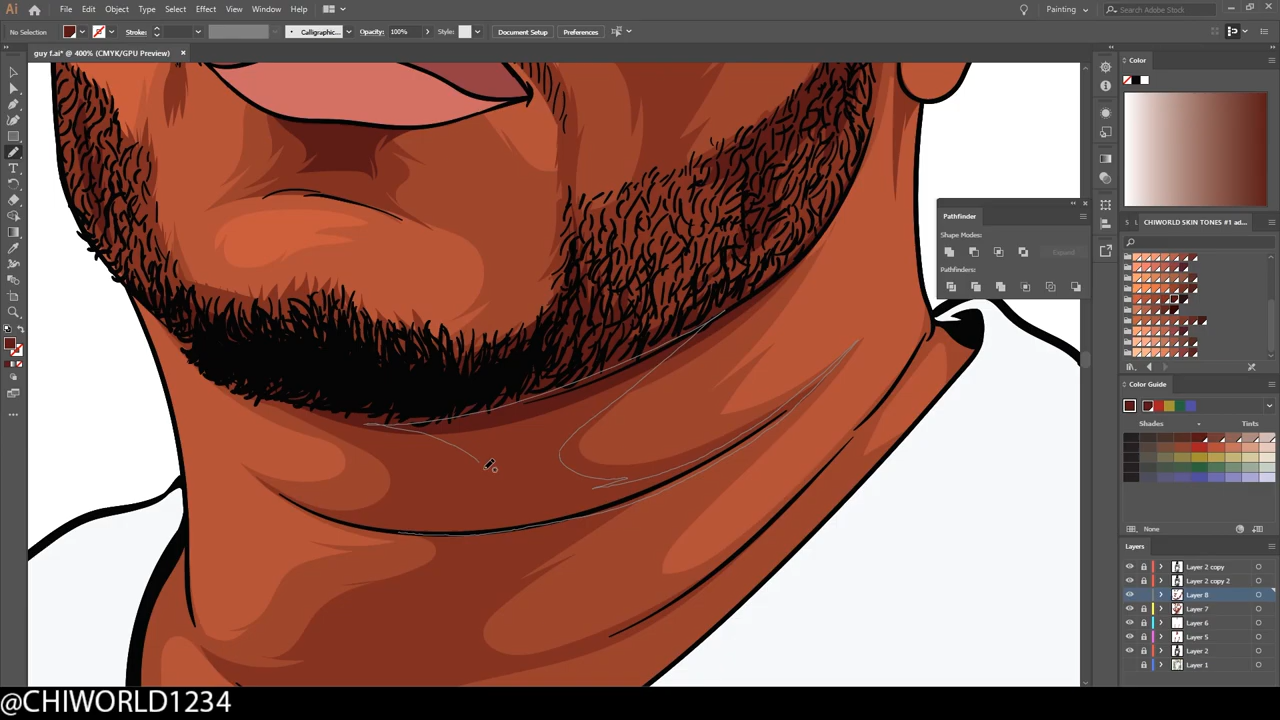 Ai
File Edit Object Type Select Effect View Window Help
Painting
Search Adobe Stock
No Selection
Stroke:
Calligraphic...
Opacity: 100%
Style:
Document Setup
Preferences
guy f.ai* @ 400% (CMYK/GPU Preview)
Color
Pathfinder
Shape Modes:
Expand
Pathfinders:
CHIWORLD SKIN TONES #1 ad...
Color Guide
Shades
Tints
None
Layers
Layer 2 copy
Layer 2 copy 2
Layer 8
Layer 7
Layer 6
Layer 5
Layer 2
Layer 1
@CHIWORLD1234